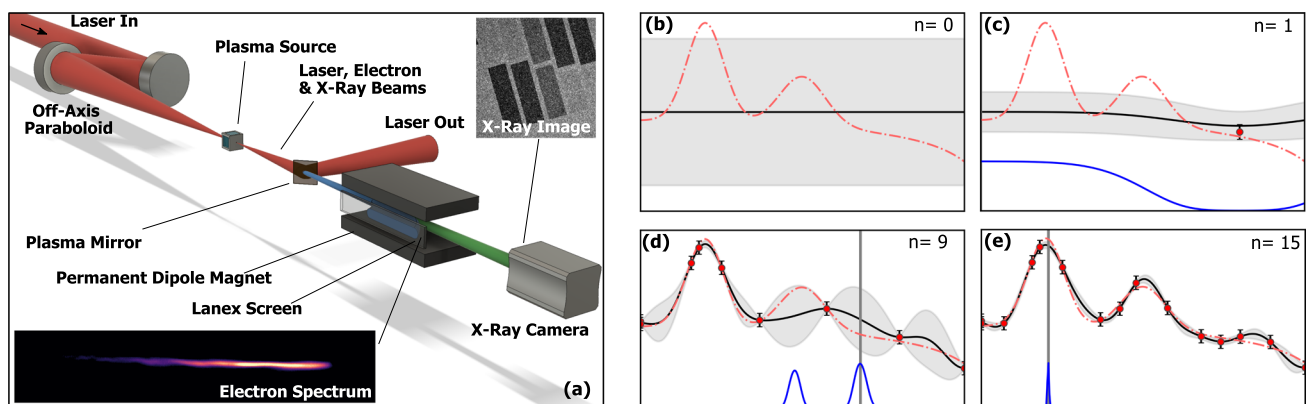 Laser In
Plasma Source
Laser, Electron
& X-Ray Beams
Off-Axis
Paraboloid
Laser Out
X-Ray Image
Plasma Mirror
Permanent Dipole Magnet
Lanex Screen
X-Ray Camera
Electron Spectrum
(a)
(b)
n= 0
(c)
n= 1
(d)
n= 9
(e)
n= 15